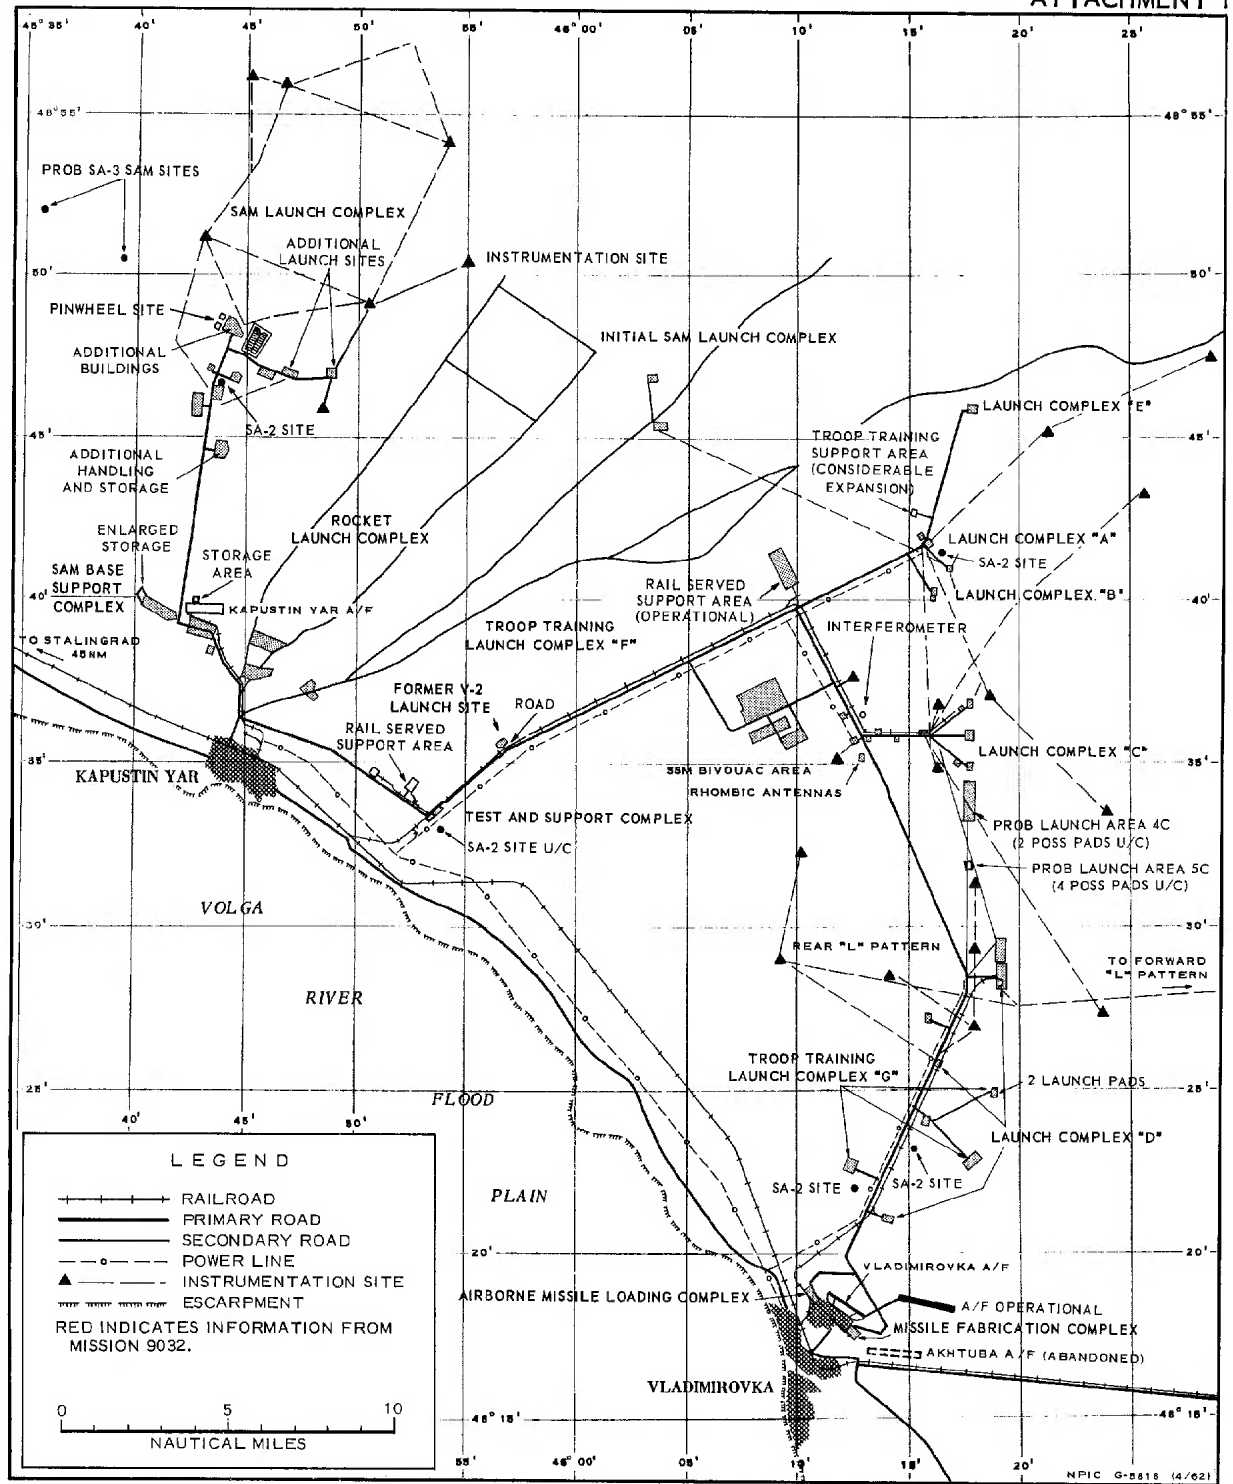 ATTACHMENT 1
45° 35'
40'
45'
50'
55'
46° 00'
05'
10'
15'
20'
25'
48° 55'
48° 55'
PROB SA-3 SAM SITES
SAM LAUNCH COMPLEX
ADDITIONAL
LAUNCH SITES
INSTRUMENTATION SITE
50'
50'
PINWHEEL SITE
ADDITIONAL
BUILDINGS
INITIAL SAM LAUNCH COMPLEX
LAUNCH COMPLEX "E"
SA-2 SITE
45'
45'
TROOP TRAINING
SUPPORT AREA
(CONSIDERABLE
EXPANSION)
ADDITIONAL
HANDLING
AND STORAGE
ROCKET
LAUNCH COMPLEX
ENLARGED
STORAGE
STORAGE
AREA
LAUNCH COMPLEX "A"
SA-2 SITE
SAM BASE
SUPPORT
COMPLEX
40'
40'
KAPUSTIN YAR A/F
RAIL SERVED
SUPPORT AREA
(OPERATIONAL)
LAUNCH COMPLEX "B"
TROOP TRAINING
LAUNCH COMPLEX "F"
INTERFEROMETER
TO STALINGRAD
45NM
FORMER V-2
LAUNCH SITE
ROAD
RAIL SERVED
SUPPORT AREA
LAUNCH COMPLEX "C"
35'
35'
KAPUSTIN YAR
SSM BIVOUAC AREA
RHOMBIC ANTENNAS
TEST AND SUPPORT COMPLEX
SA-2 SITE U/C
PROB LAUNCH AREA 4C
(2 POSS PADS U/C)
PROB LAUNCH AREA 5C
(4 POSS PADS U/C)
VOLGA
30'
30'
REAR "L" PATTERN
TO FORWARD
"L" PATTERN
RIVER
TROOP TRAINING
LAUNCH COMPLEX "G"
2 LAUNCH PADS
25'
25'
FLOOD
40'
45'
50'
LAUNCH COMPLEX "D"
PLAIN
SA-2 SITE
SA-2 SITE
20'
20'
VLADIMIROVKA A/F
AIRBORNE MISSILE LOADING COMPLEX
A/F OPERATIONAL
MISSILE FABRICATION COMPLEX
AKHTUBA A/F (ABANDONED)
VLADIMIROVKA
48° 15'
48° 15'
LEGEND
RAILROAD
PRIMARY ROAD
SECONDARY ROAD
POWER LINE
INSTRUMENTATION SITE
ESCARPMENT
RED INDICATES INFORMATION FROM
MISSION 9032.
0
5
10
NAUTICAL MILES
55'
46° 00'
05'
10'
15'
20'
NPIC G-8818 (4/62)